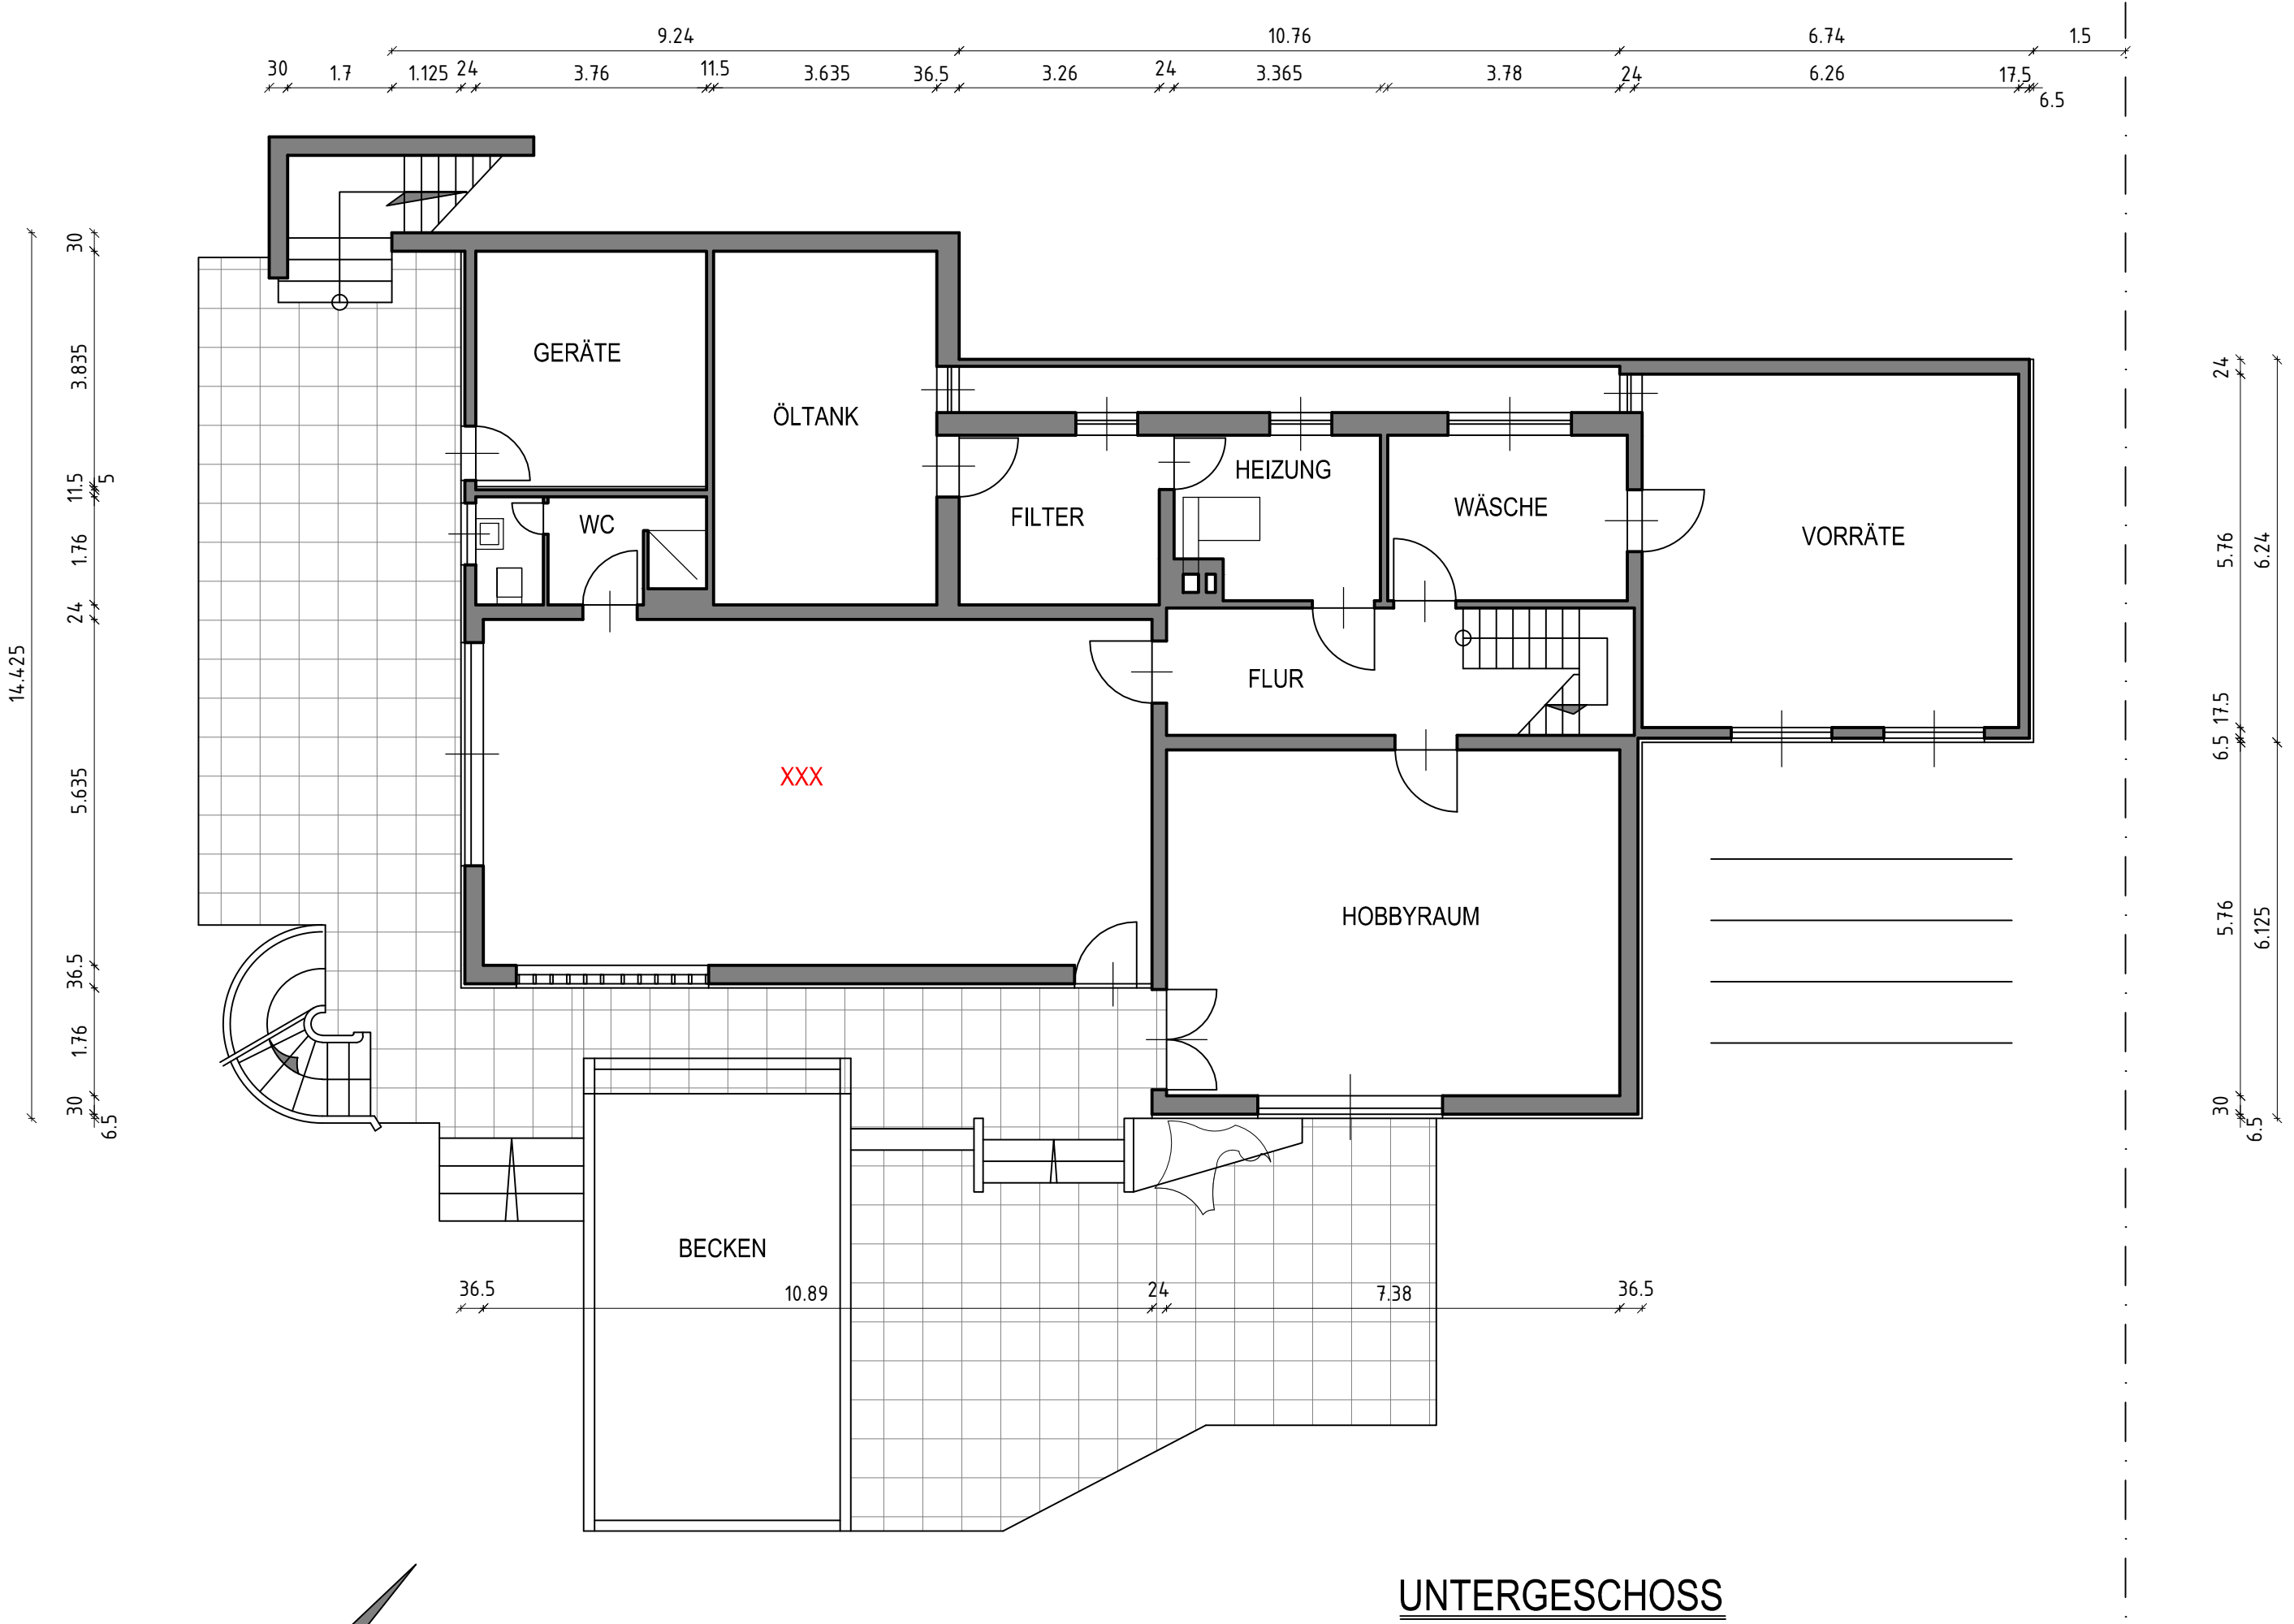 9.24 10.76 6.74 1.5
30 1.7 1.125 24 3.76 11.5 3.635 36.5 3.26 24 3.365 3.78 24 6.26 17.5
6.5
GERÄTE
ÖLTANK
WC
FILTER
HEIZUNG
WÄSCHE
VORRÄTE
FLUR
XXX
HOBBYRAUM
BECKEN
14.425
30
3.835
11.5
5
1.76
24
5.635
36.5
1.76
30
6.5
24
5.76
6.24
17.5
6.5
5.76
6.125
30
6.5
36.5 10.89 24 7.38 36.5
UNTERGESCHOSS